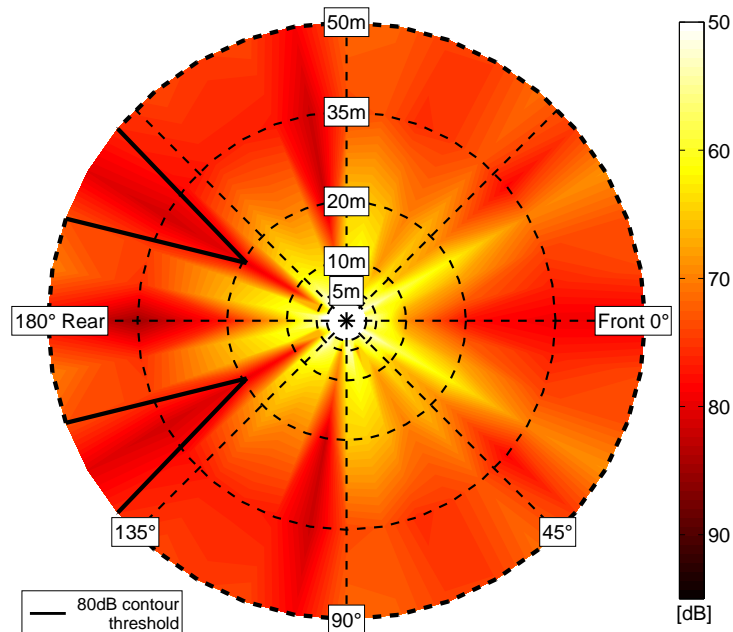 50m
50
35m
60
20m
10m
5m
70
180° Rear
Front 0°
80
135°
45°
90
80dB contour
threshold
90°
[dB]